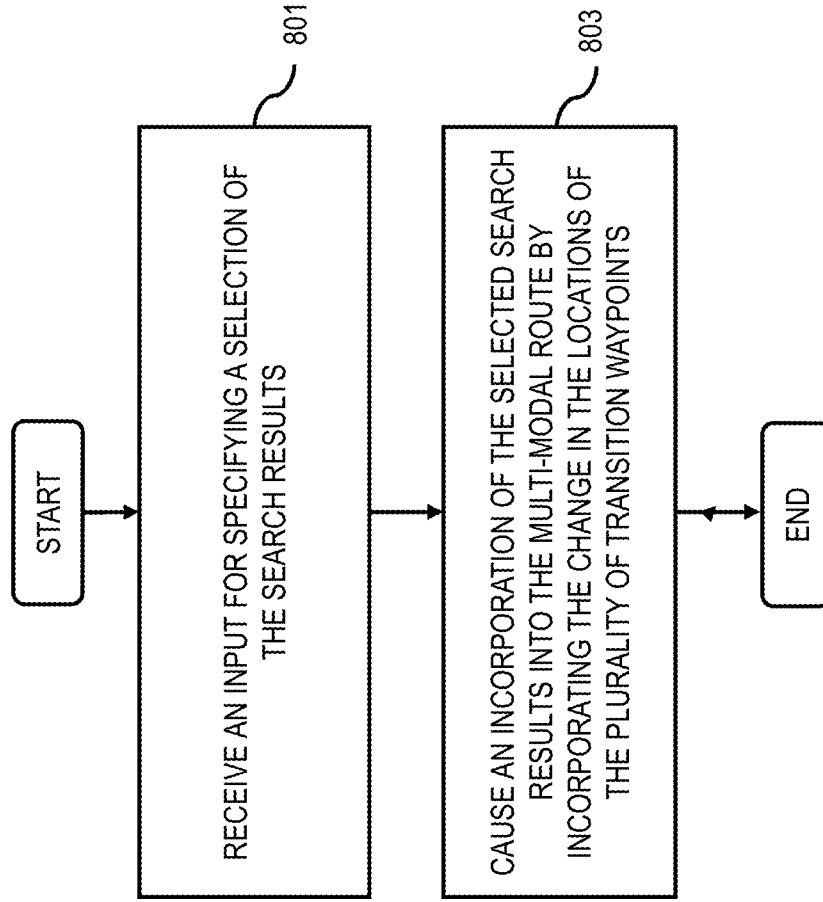 START
RECEIVE AN INPUT FOR SPECIFYING A SELECTION OF
THE SEARCH RESULTS
801
CAUSE AN INCORPORATION OF THE SELECTED SEARCH
RESULTS INTO THE MULTI-MODAL ROUTE BY
INCORPORATING THE CHANGE IN THE LOCATIONS OF
THE PLURALITY OF TRANSITION WAYPOINTS
803
END